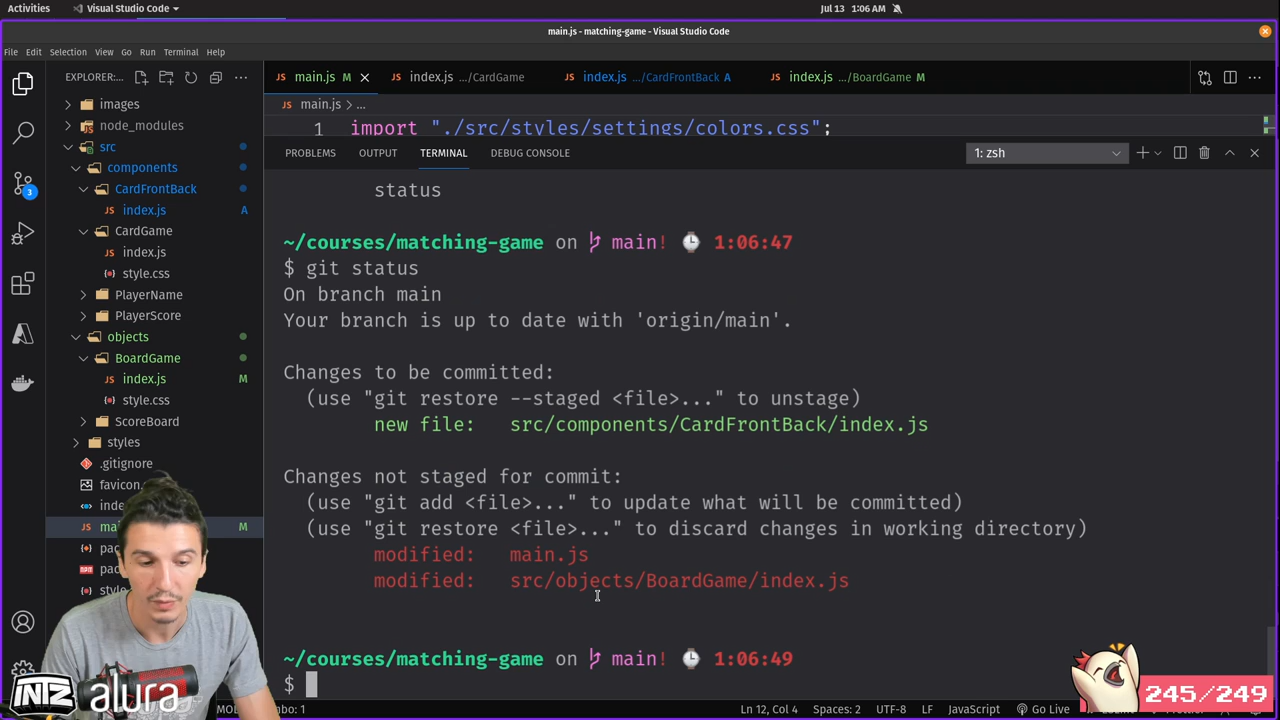 Activities
Visual Studio Code
Jul 13 1:06 AM
main.js - matching-game - Visual Studio Code
File Edit Selection View Go Run Terminal Help
EXPLORER:...
main.js M
index.js .../CardGame
index.js .../CardFrontBack A
index.js .../BoardGame M
main.js > ...
1 import "./src/styles/settings/colors.css";
PROBLEMS OUTPUT TERMINAL DEBUG CONSOLE
1: zsh
images
node_modules
src
components
CardFrontBack
index.js A
CardGame
index.js
style.css
PlayerName
PlayerScore
objects
BoardGame
index.js M
style.css
ScoreBoard
styles
.gitignore
favicon.
inde
mai M
pac
pac
style.
3
status
~/courses/matching-game on main! 1:06:47
$ git status
On branch main
Your branch is up to date with 'origin/main'.
Changes to be committed:
(use "git restore --staged <file>..." to unstage)
new file: src/components/CardFrontBack/index.js
Changes not staged for commit:
(use "git add <file>..." to update what will be committed)
(use "git restore <file>..." to discard changes in working directory)
modified: main.js
modified: src/objects/BoardGame/index.js
~/courses/matching-game on main! 1:06:49
$
INTZ alura
245/249
Ln 12, Col 4 Spaces: 2 UTF-8 LF JavaScript Go Live